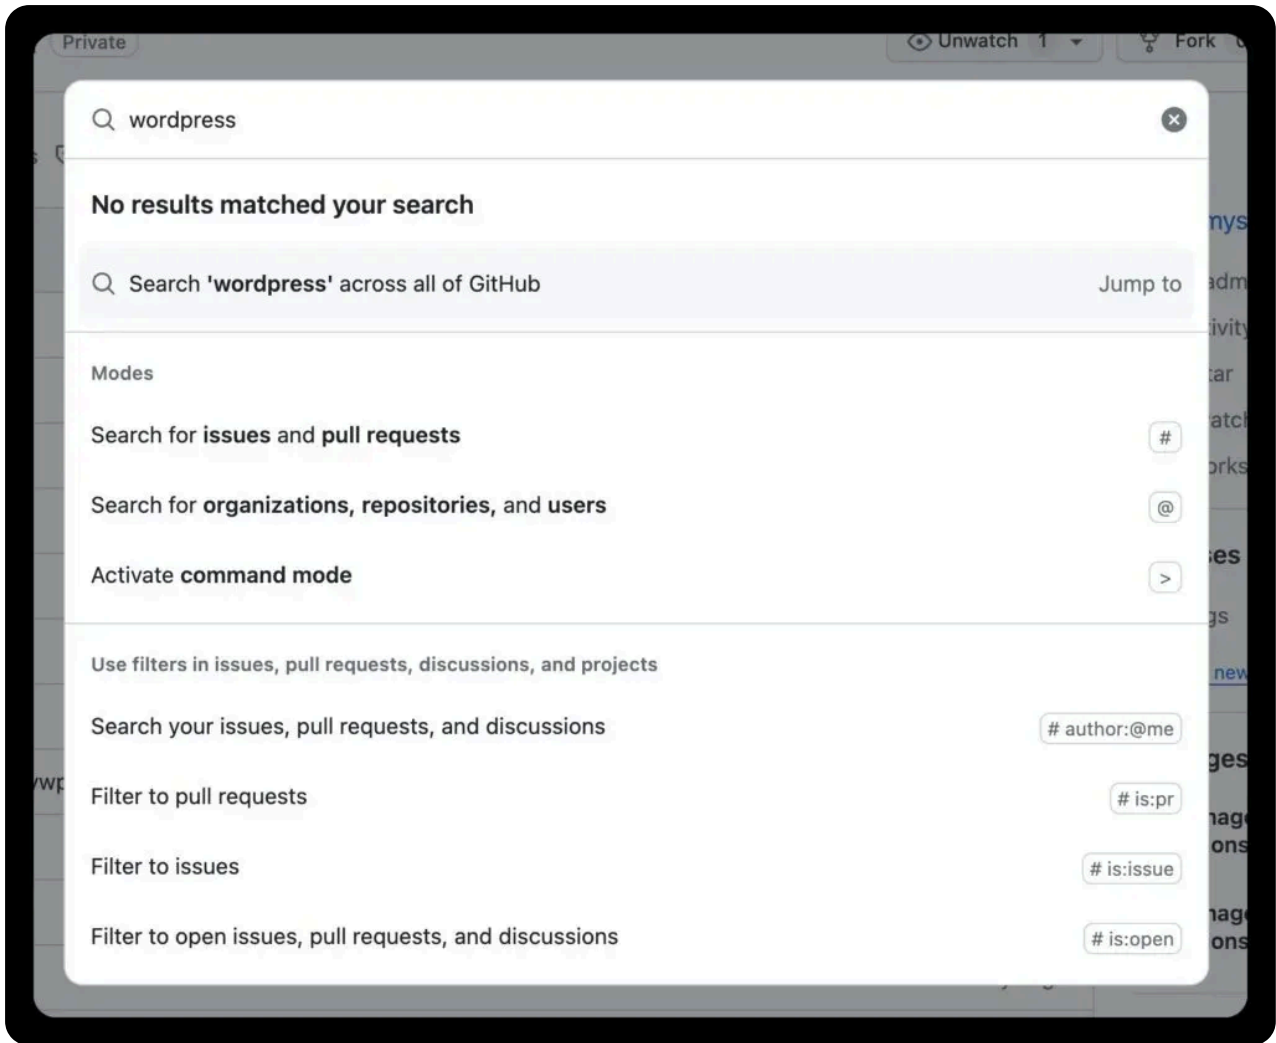 Private
Unwatch 1
Fork
wordpress
No results matched your search
Search 'wordpress' across all of GitHub
Jump to
Modes
Search for issues and pull requests
#
Search for organizations, repositories, and users
@
Activate command mode
>
Use filters in issues, pull requests, discussions, and projects
Search your issues, pull requests, and discussions
# author:@me
Filter to pull requests
# is:pr
Filter to issues
# is:issue
Filter to open issues, pull requests, and discussions
# is:open
new